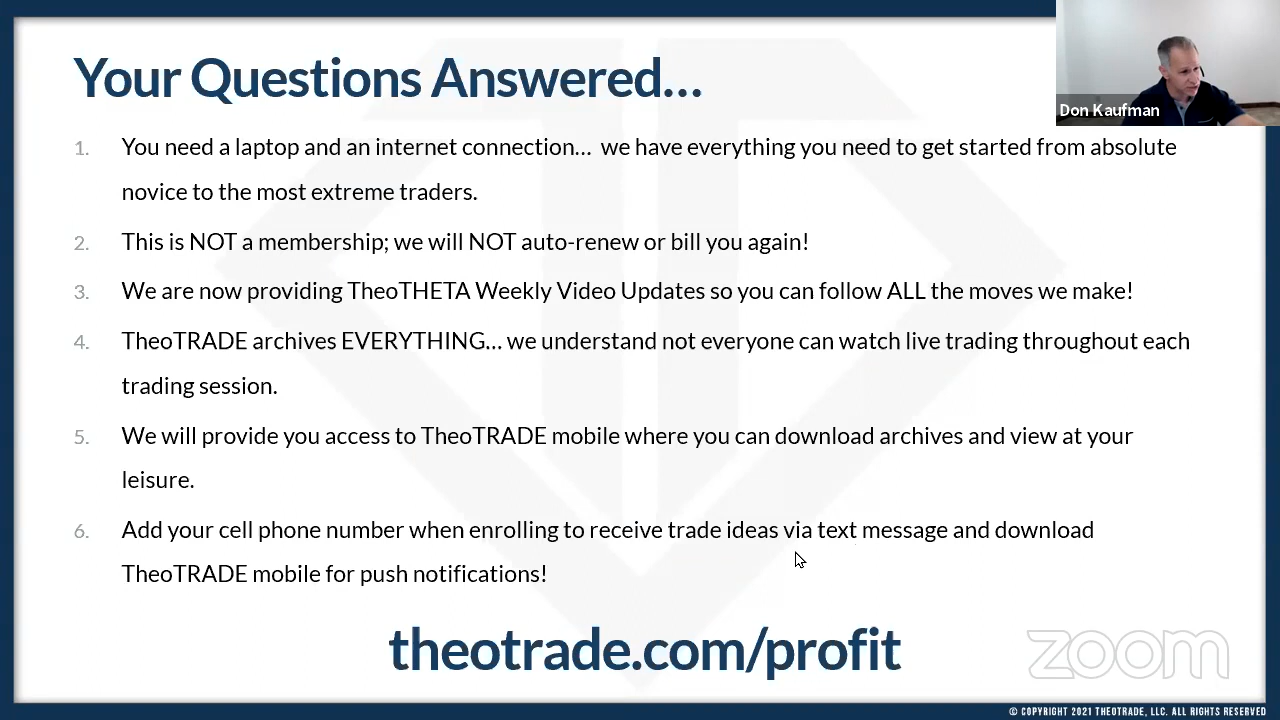 Your Questions Answered...
Don Kaufman
1. You need a laptop and an internet connection... we have everything you need to get started from absolute
novice to the most extreme traders.
2. This is NOT a membership; we will NOT auto-renew or bill you again!
3. We are now providing TheoTHETA Weekly Video Updates so you can follow ALL the moves we make!
4. TheoTRADE archives EVERYTHING... we understand not everyone can watch live trading throughout each
trading session.
5. We will provide you access to TheoTRADE mobile where you can download archives and view at your
leisure.
6. Add your cell phone number when enrolling to receive trade ideas via text message and download
TheoTRADE mobile for push notifications!
theotrade.com/profit
zoom
© COPYRIGHT 2021 THEOTRADE, LLC. ALL RIGHTS RESERVED